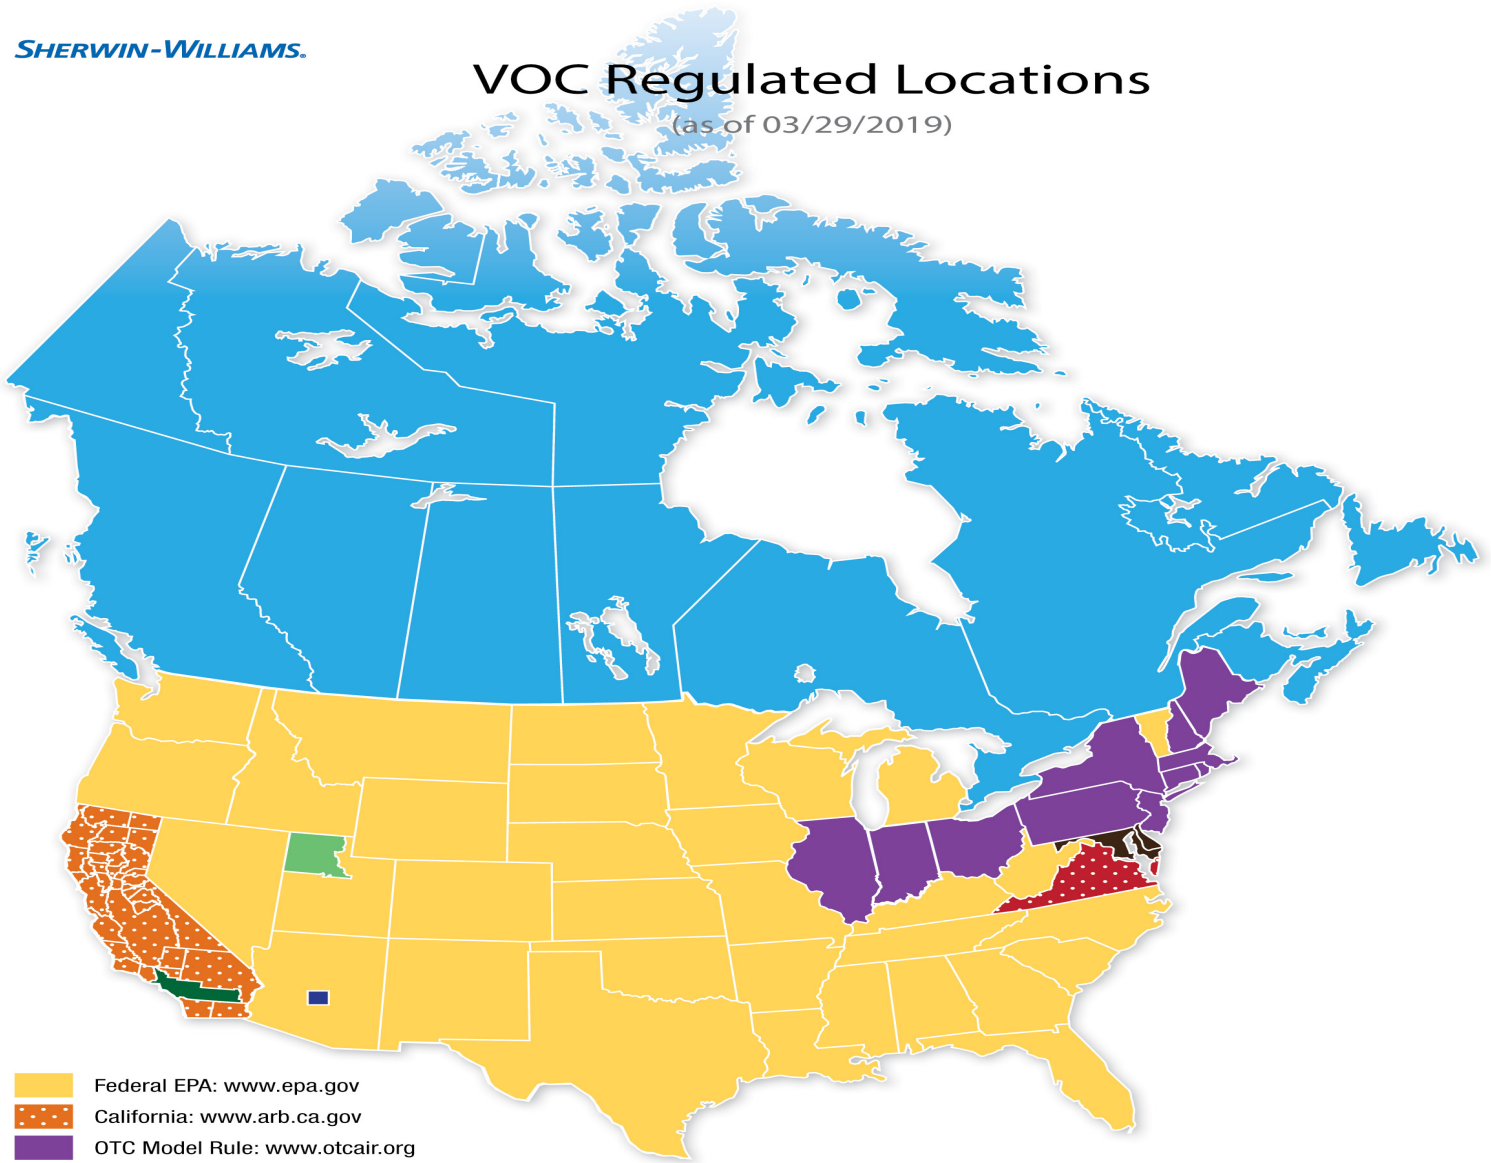 SHERWIN-WILLIAMS.
VOC Regulated Locations
(as of 03/29/2019)
Federal EPA: www.epa.gov
California: www.arb.ca.gov
OTC Model Rule: www.otcair.org